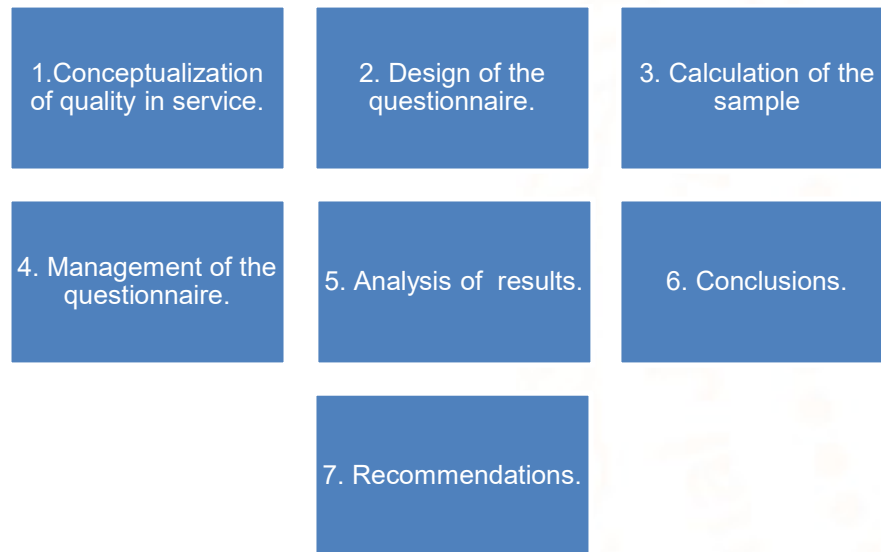 1.Conceptualization
of quality in service.
2. Design of the
questionnaire.
3. Calculation of the
sample
4. Management of the
questionnaire.
5. Analysis of  results.
6. Conclusions.
7. Recommendations.